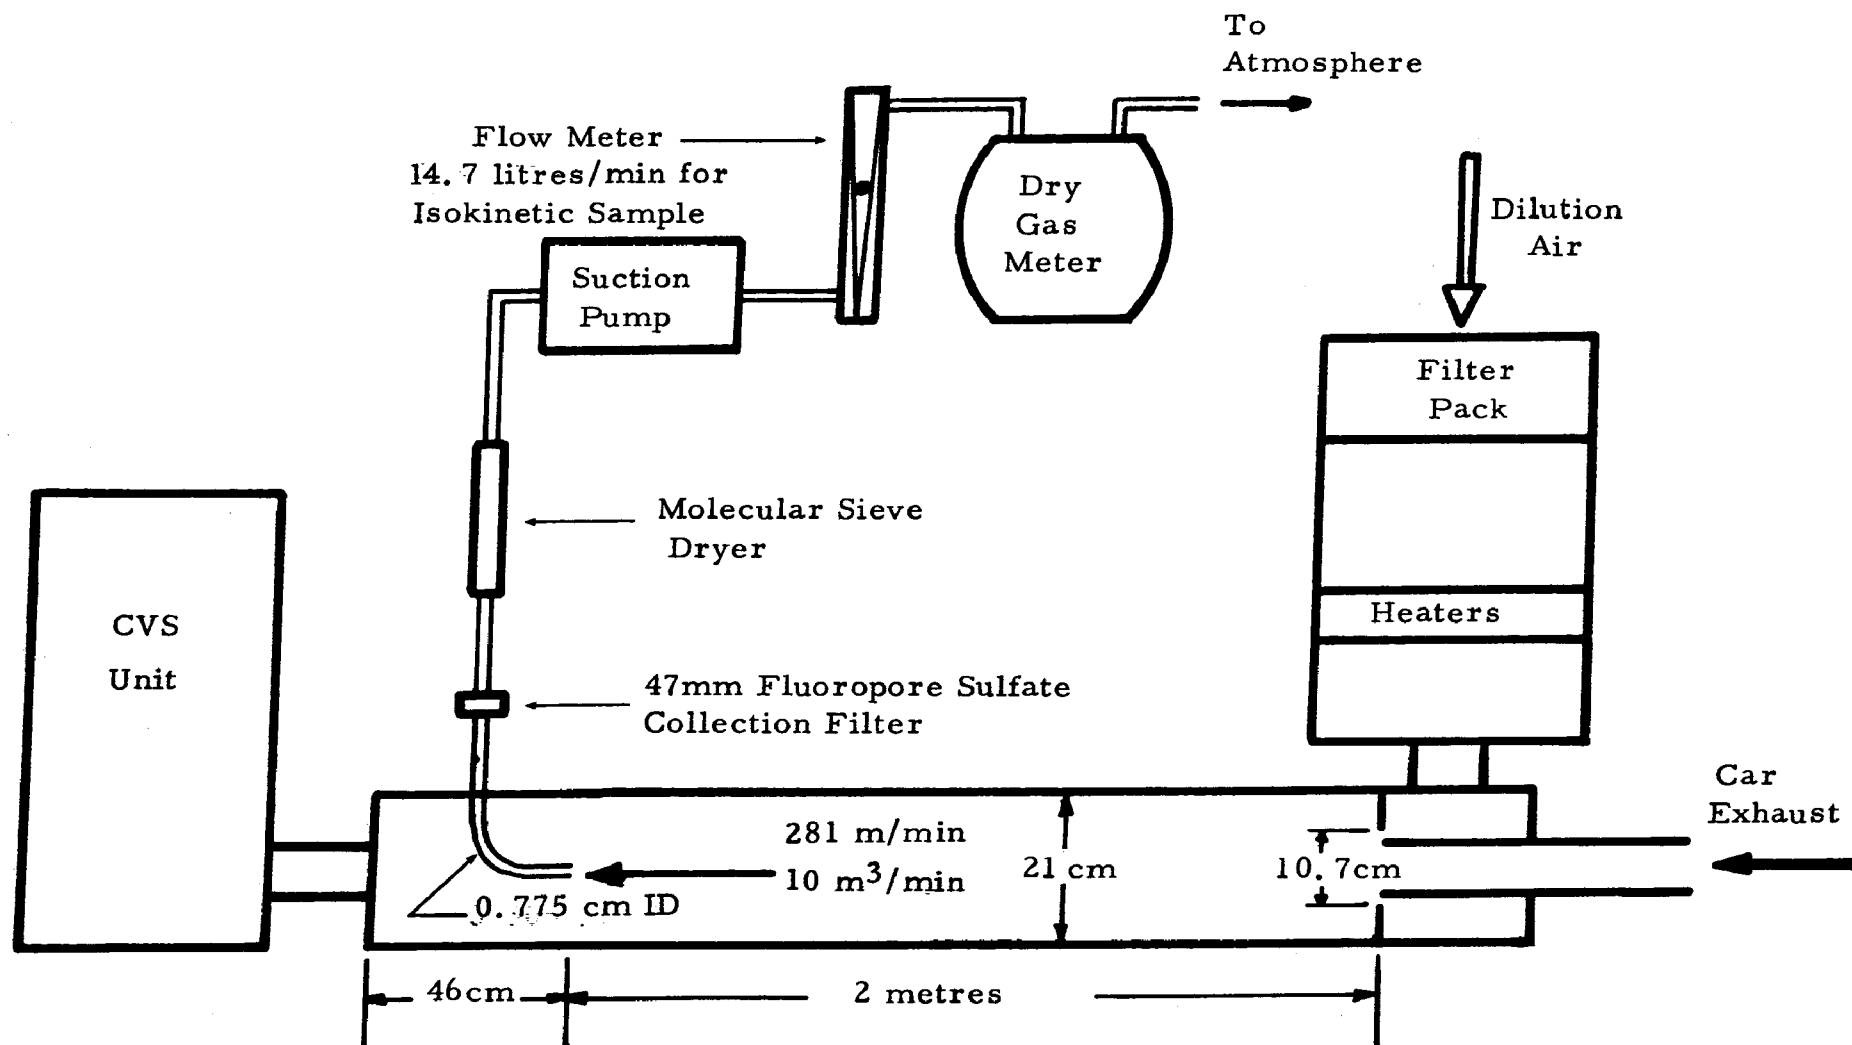 To
Atmosphere
Flow Meter
14.7 litres/min for
Isokinetic Sample
Dry
Gas
Meter
Dilution
Air
Suction
Pump
Filter
Pack
Molecular Sieve
Dryer
Heaters
CVS
Unit
47mm Fluoropore Sulfate
Collection Filter
Car
Exhaust
281 m/min
10 m³/min
21 cm
10.7cm
0.775 cm ID
46cm
2 metres